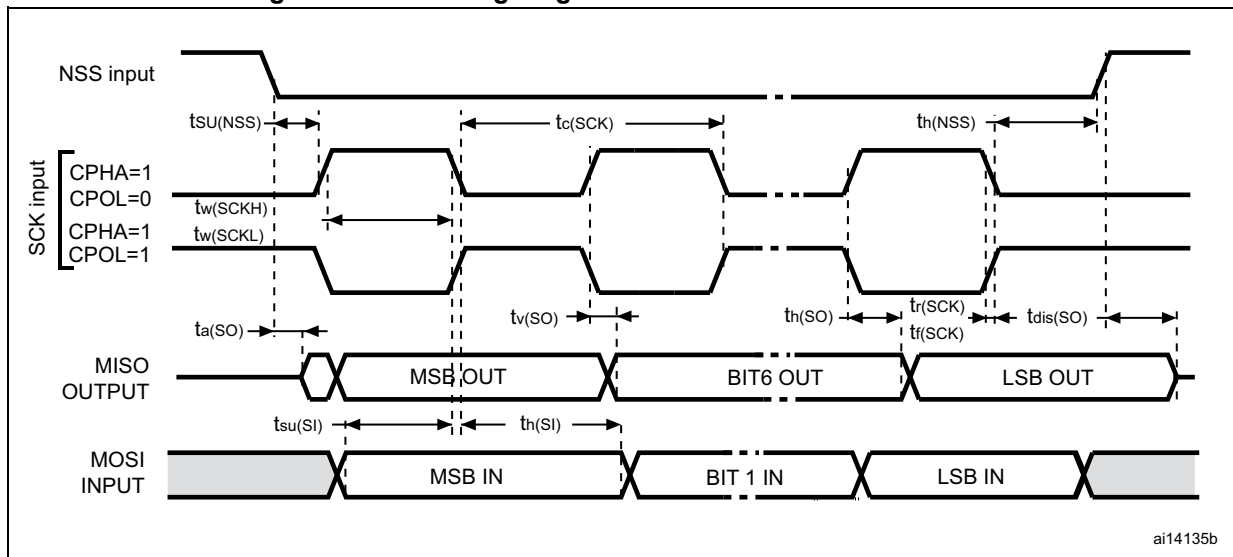 NSS input
tSU(NSS)
tc(SCK)
th(NSS)
SCK input
CPHA=1
CPOL=0
CPHA=1
CPOL=1
tw(SCKH)
tw(SCKL)
ta(SO)
tv(SO)
th(SO)
tr(SCK)
tf(SCK)
tdis(SO)
MISO
OUTPUT
MSB OUT
BIT6 OUT
LSB OUT
tsu(SI)
th(SI)
MOSI
INPUT
MSB IN
BIT 1 IN
LSB IN
ai14135b